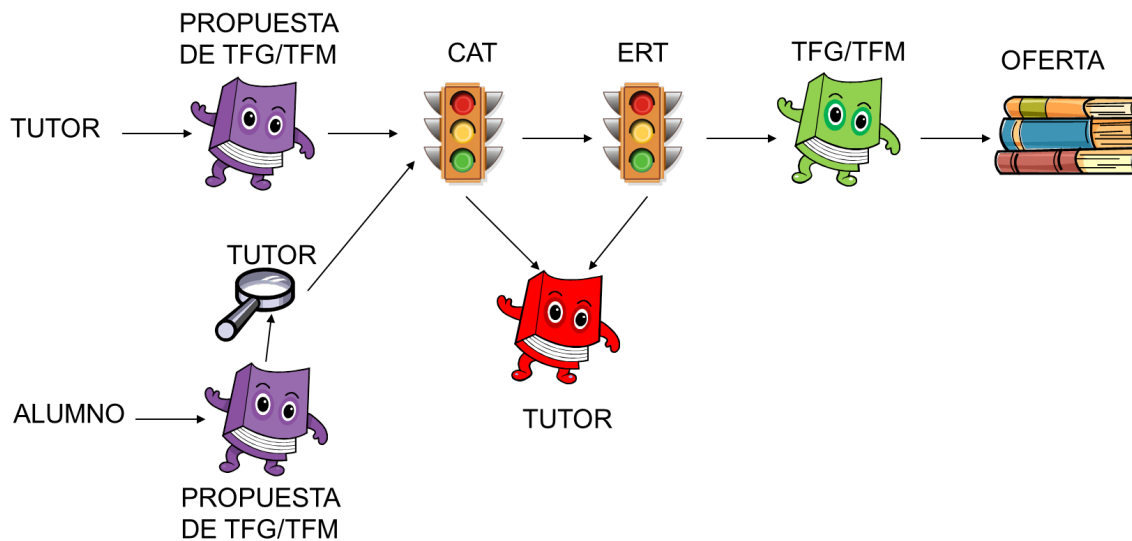 PROPUESTA
DE TFG/TFM
CAT
ERT
TFG/TFM
OFERTA
TUTOR
TUTOR
ALUMNO
TUTOR
PROPUESTA
DE TFG/TFM